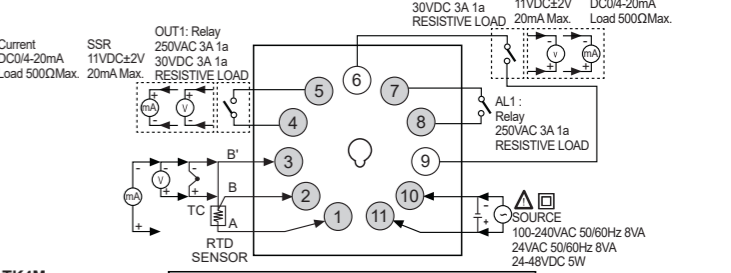 30VDC 3A 1a
RESISTIVE LOAD
11VDC±2V
20mA Max.
DC0/4-20mA
Load 500ΩMax.
Current
DC0/4-20mA
Load 500ΩMax.
SSR
11VDC±2V
20mA Max.
OUT1: Relay
250VAC 3A 1a
30VDC 3A 1a
RESISTIVE LOAD
mA
V
V
mA
5
6
7
4
8
3
9
2
10
1
11
AL1 :
Relay
250VAC 3A 1a
RESISTIVE LOAD
mA
V
B'
B
A
TC
RTD
SENSOR
SOURCE
100-240VAC 50/60Hz 8VA
24VAC 50/60Hz 8VA
24-48VDC 5W